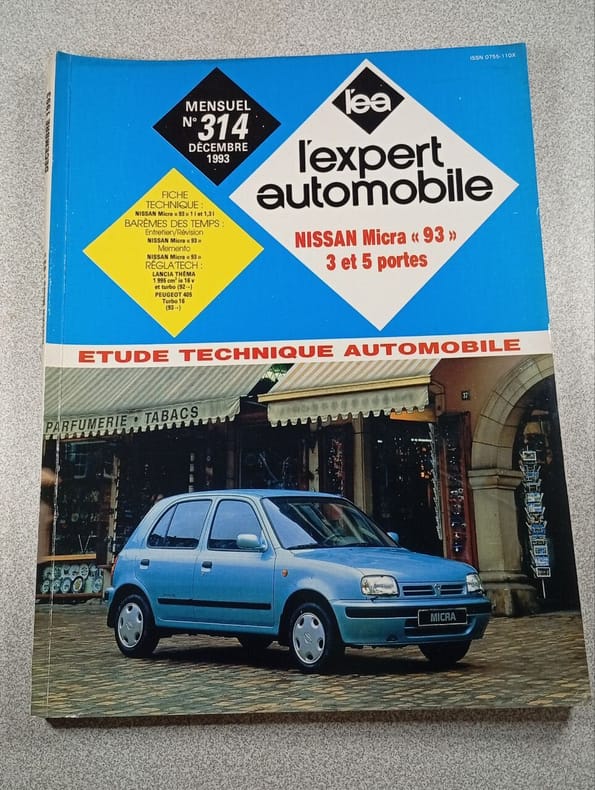 ISSN 0755-110X
DÉCEMBRE 1993
MENSUEL
N° 314
DÉCEMBRE
1993
l'ea
l'expert
automobile
NISSAN Micra « 93 »
3 et 5 portes
FICHE
TECHNIQUE :
NISSAN Micra « 93 » 1 l et 1,3 l
BARÈMES DES TEMPS :
Entretien/Révision
NISSAN Micra « 93 »
Memento
NISSAN Micra « 93 »
RÉGLATECH :
LANCIA THÉMA
1 995 cm³ ie 16 v
et turbo (92→)
PEUGEOT 405
Turbo 16
(93→)
ETUDE TECHNIQUE AUTOMOBILE
PARFUMERIE • TABACS
37
MICRA